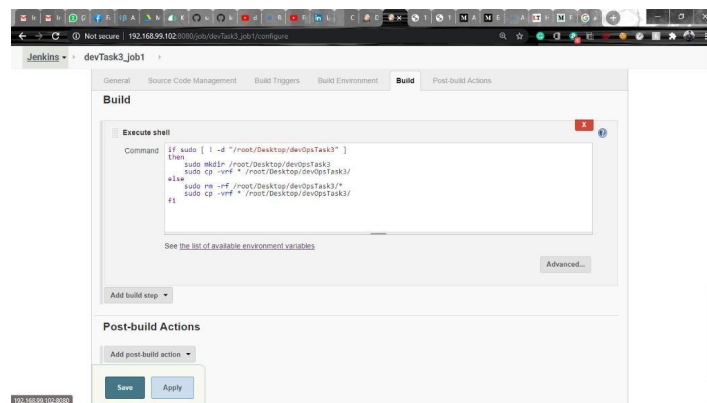 Not secure | 192.168.99.102:8080/job/devTask3_job1/configure
Jenkins
devTask3_job1
General Source Code Management Build Triggers Build Environment Build Post-build Actions
Build
Execute shell
X
Command
if sudo [ ! -d "/root/Desktop/devOpsTask3" ]
then
sudo mkdir /root/Desktop/devOpsTask3
sudo cp -vrf * /root/Desktop/devOpsTask3/
else
sudo rm -rf /root/Desktop/devOpsTask3/*
sudo cp -vrf * /root/Desktop/devOpsTask3/
fi
See the list of available environment variables
Advanced...
Add build step
Post-build Actions
Add post-build action
Save Apply
192.168.99.102:8080